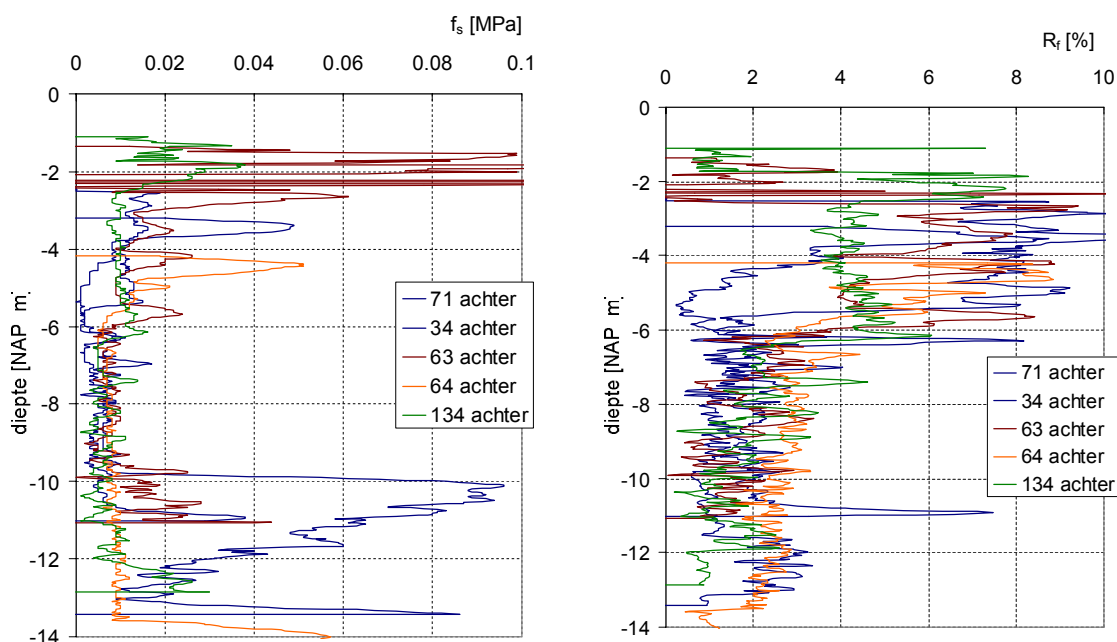 fs [MPa]
0 0.02 0.04 0.06 0.08 0.1
0
-2
-4
-6
-8
-10
-12
-14
diepte [NAP m.
71 achter
34 achter
63 achter
64 achter
134 achter
Rf [%]
0 2 4 6 8 10
0
-2
-4
-6
-8
-10
-12
-14
diepte [NAP m.
71 achter
34 achter
63 achter
64 achter
134 achter